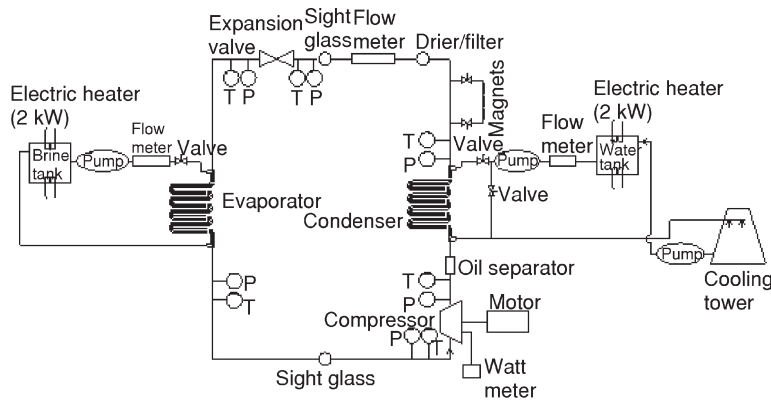 Expansion
valve
Sight
glass
Flow
meter
Drier/filter
T P
T P
Magnets
Electric heater
(2 kW)
Brine
tank
Pump
Flow
meter
Valve
Evaporator
Condenser
T
P
Valve
Pump
Flow
meter
Electric heater
(2 kW)
Water
tank
Valve
Pump
Cooling
tower
P
T
Oil separator
T
P
Compressor
Motor
P
T
Watt
meter
Sight glass